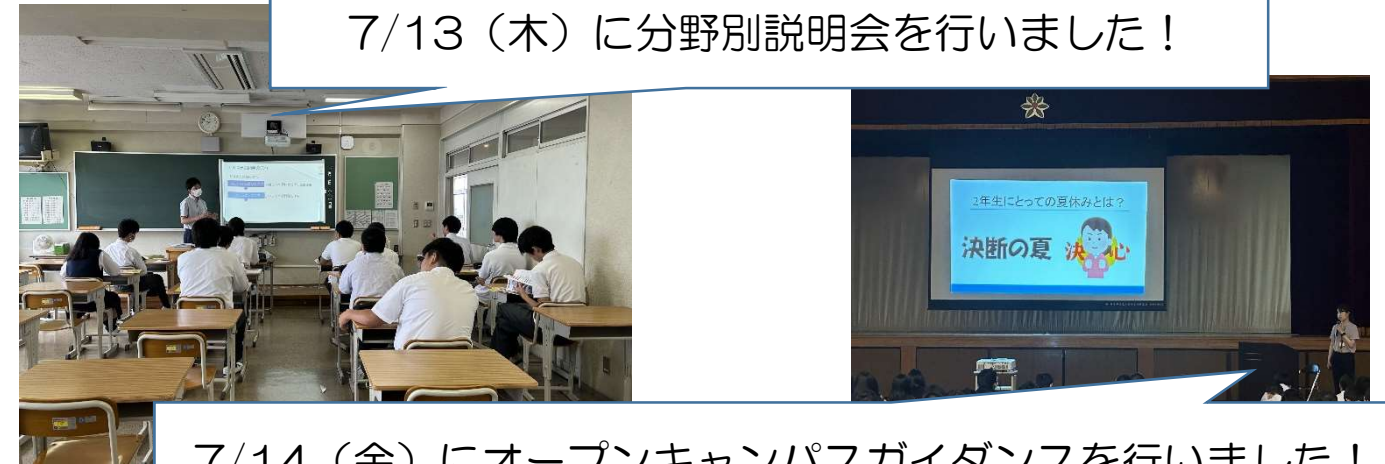 7/13（木）に分野別説明会を行いました！
2年生にとっての夏休みとは？
決断の夏 決心
7/14（金）にオープンキャンパスガイダンスを行いました！